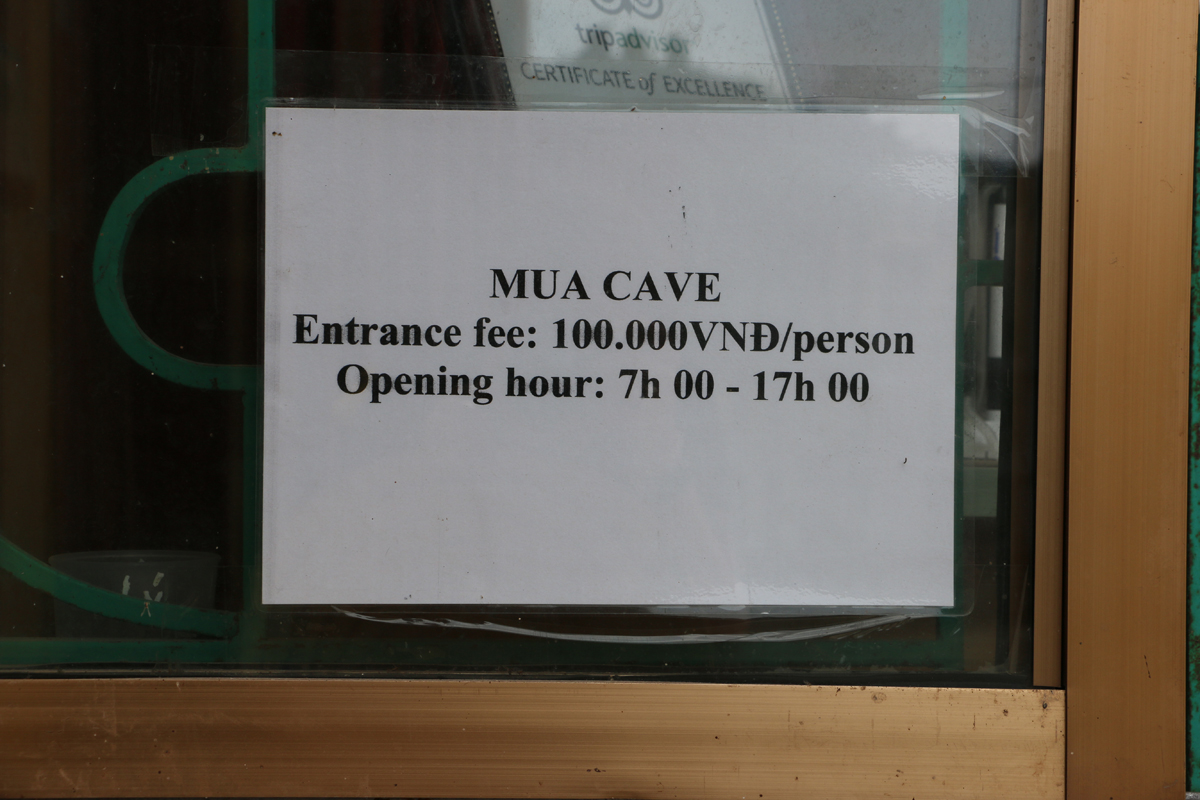 tripadvisor
CERTIFICATE of EXCELLENCE
MUA CAVE
Entrance fee: 100.000VNĐ/person
Opening hour: 7h 00 - 17h 00